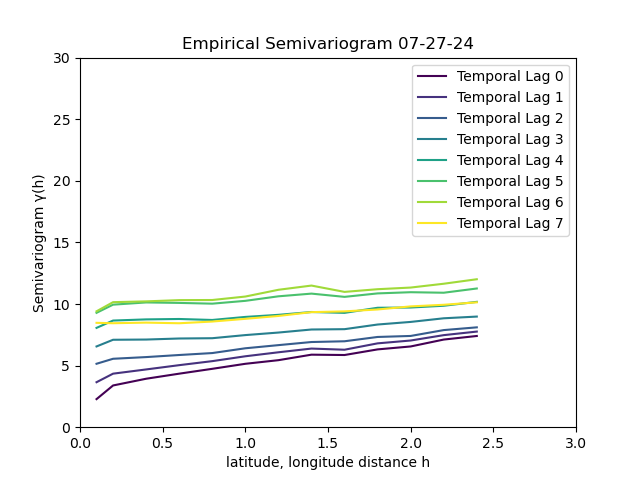 Empirical Semivariogram 07-27-24
30
25
20
15
10
5
0
Semivariogram γ(h)
Temporal Lag 0
Temporal Lag 1
Temporal Lag 2
Temporal Lag 3
Temporal Lag 4
Temporal Lag 5
Temporal Lag 6
Temporal Lag 7
0.0 0.5 1.0 1.5 2.0 2.5 3.0
latitude, longitude distance h